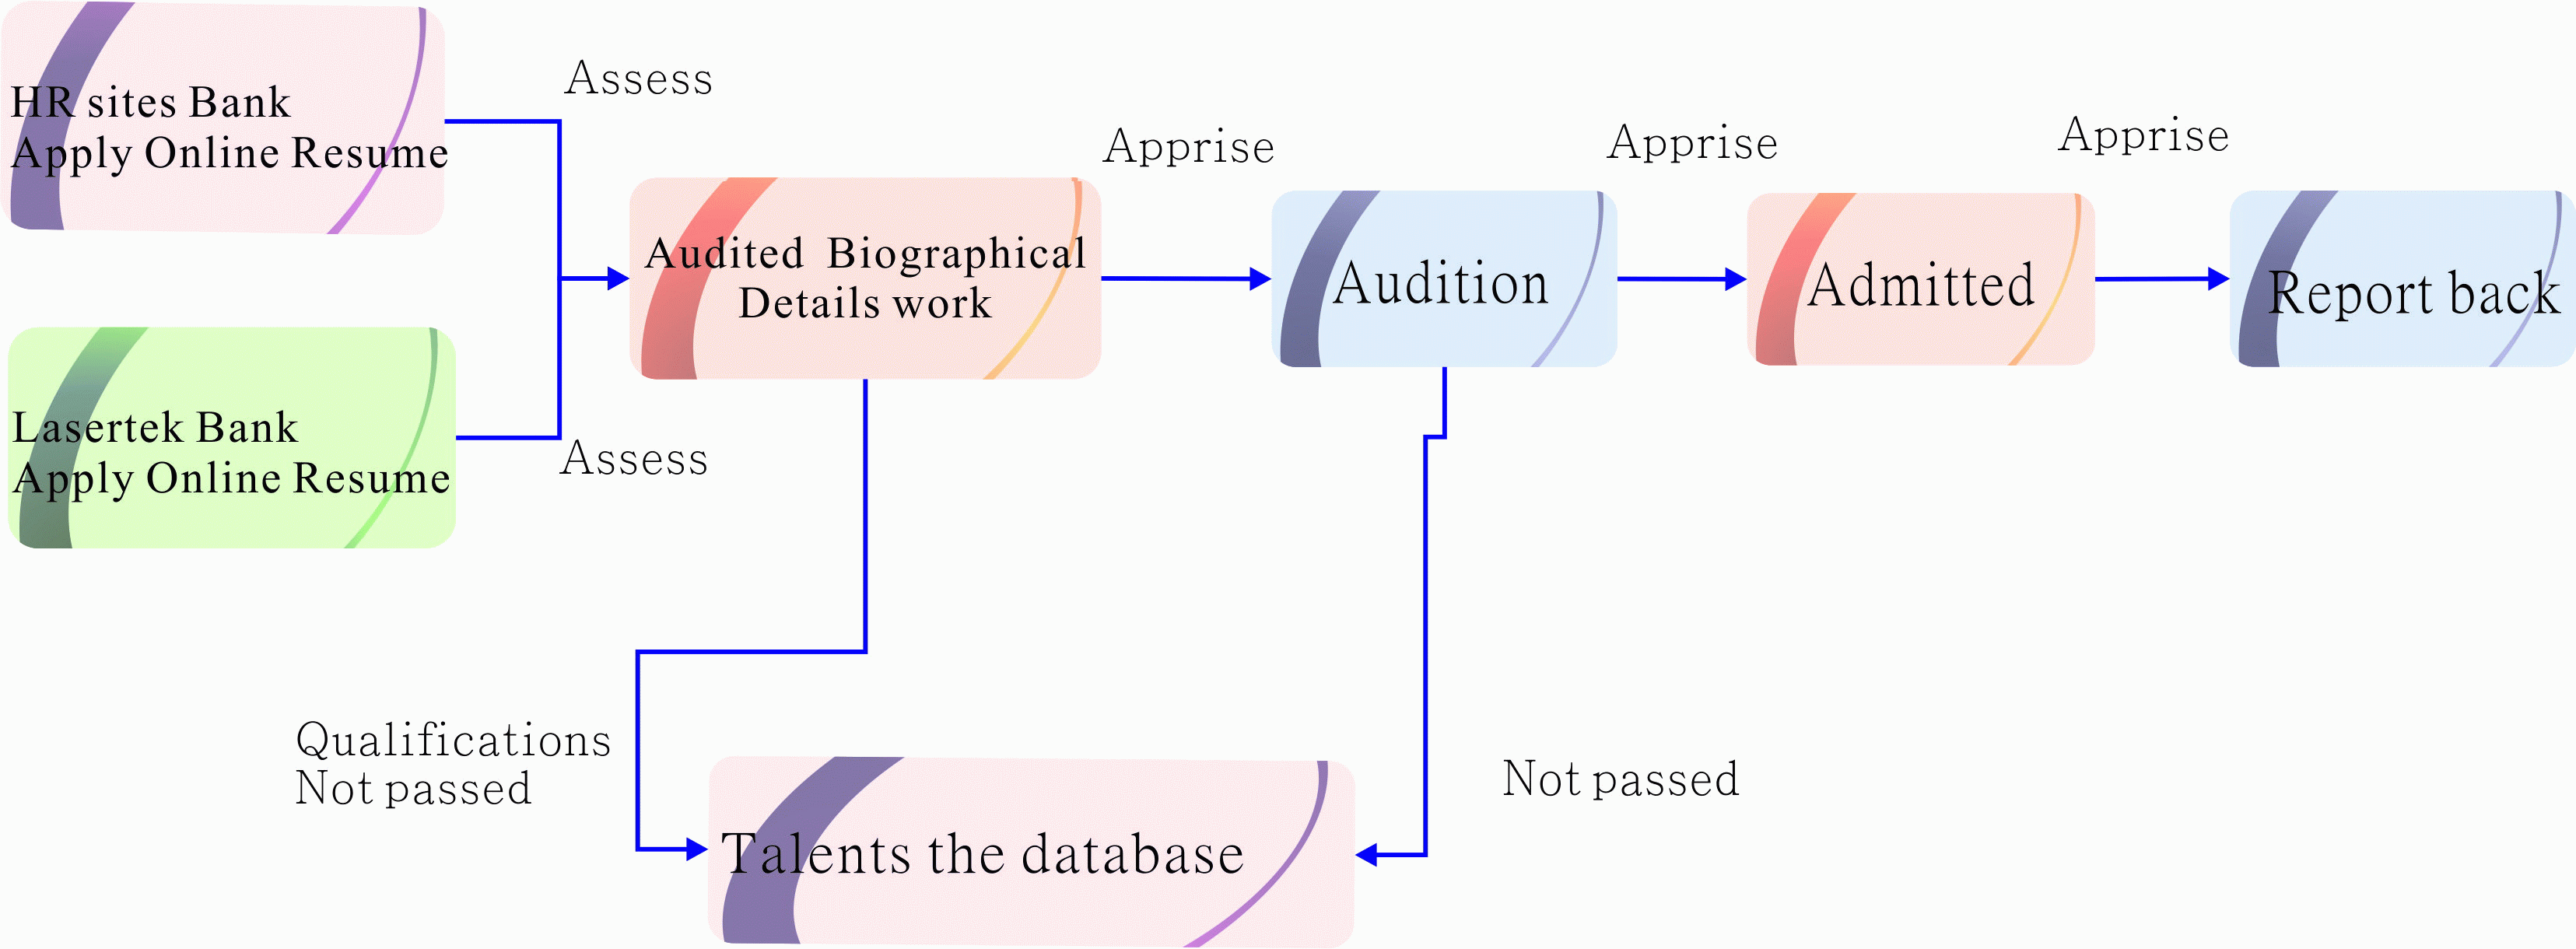 HR sites Bank
Apply Online Resume
Assess
Lasertek Bank
Apply Online Resume
Assess
Audited Biographical
Details work
Apprise
Audition
Apprise
Admitted
Apprise
Report back
Qualifications
Not passed
Talents the database
Not passed